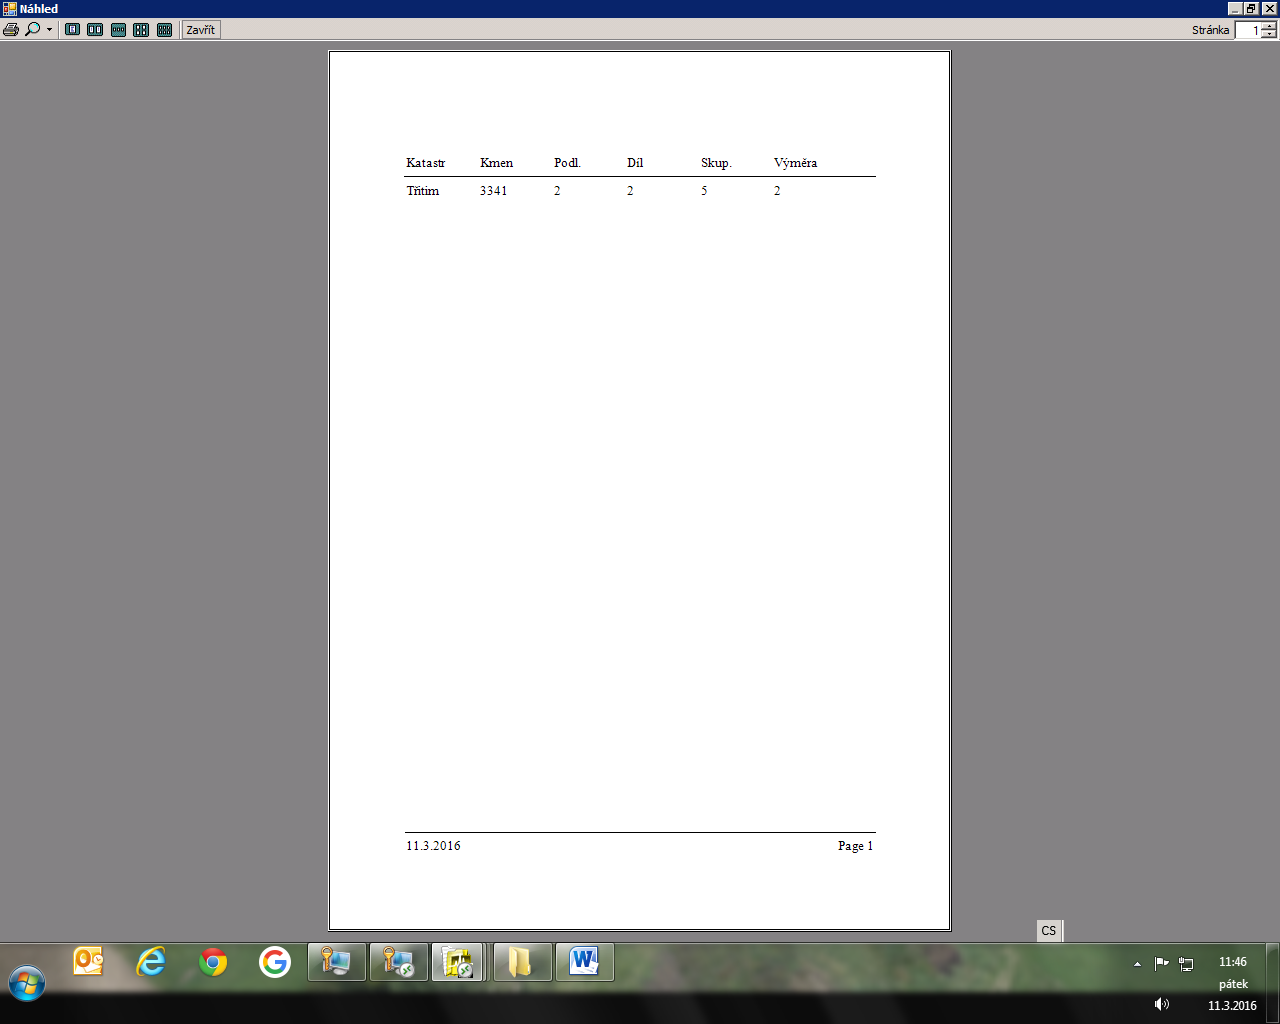 Náhled
Zavřít
Stránka 1
Katastr Kmen Podl. Díl Skup. Výměra
Třitim 3341 2 2 5 2
11.3.2016 Page 1
CS
11:46
pátek
11.3.2016